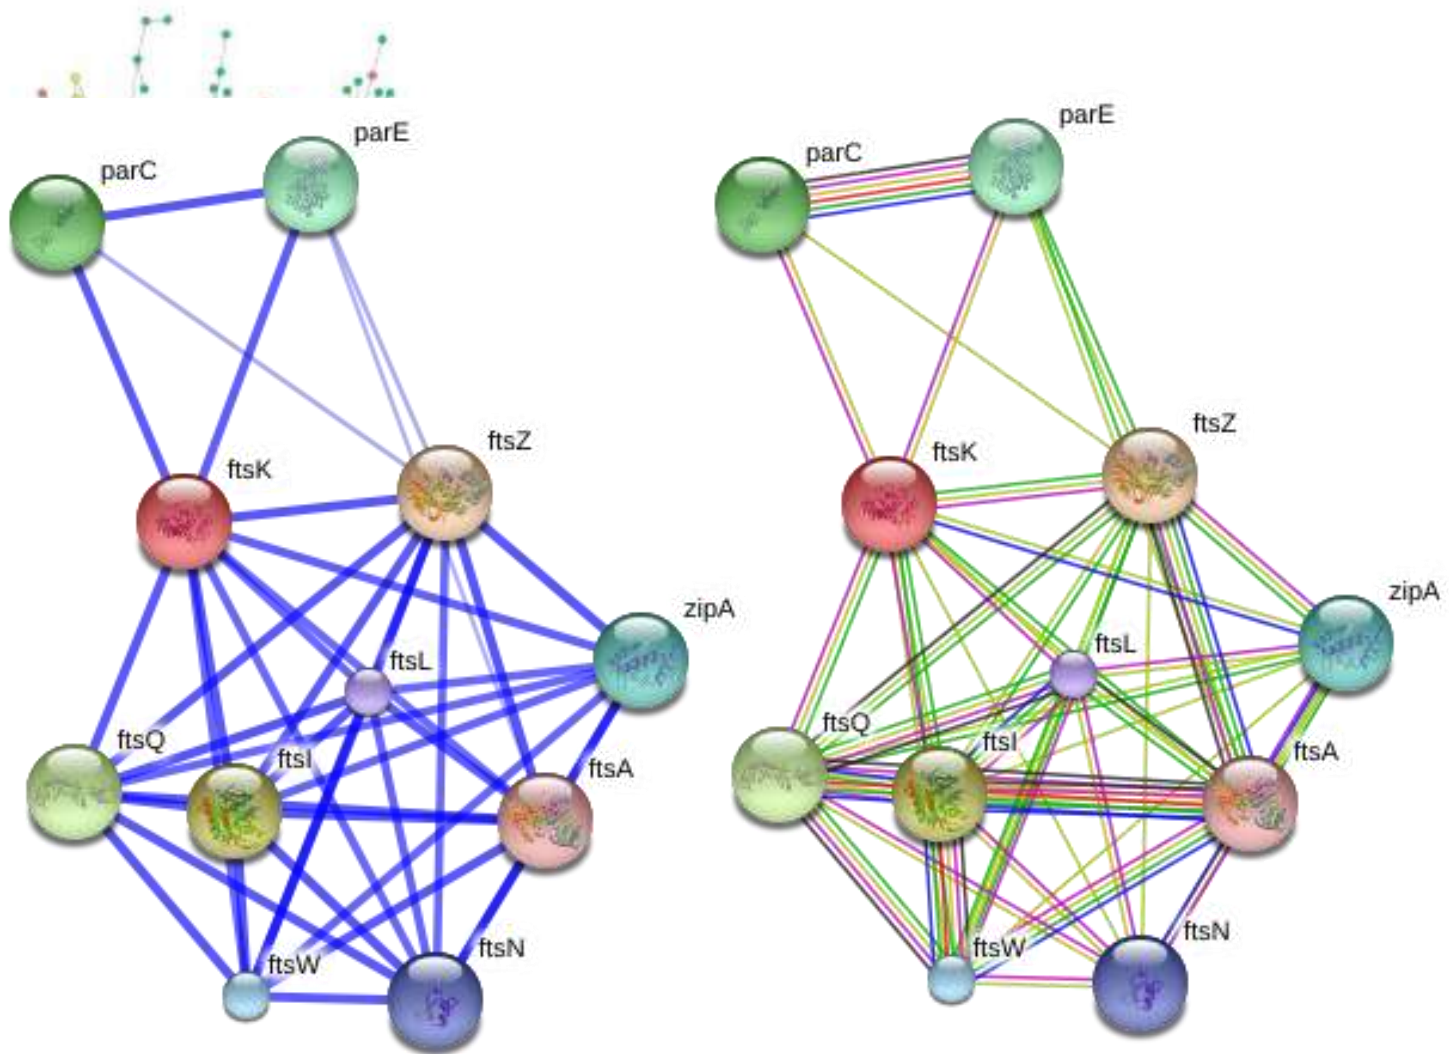 parE
parC
ftsZ
ftsK
zipA
ftsL
ftsQ
ftsI
ftsA
ftsN
ftsW
parE
parC
ftsZ
ftsK
zipA
ftsL
ftsQ
ftsI
ftsA
ftsN
ftsW